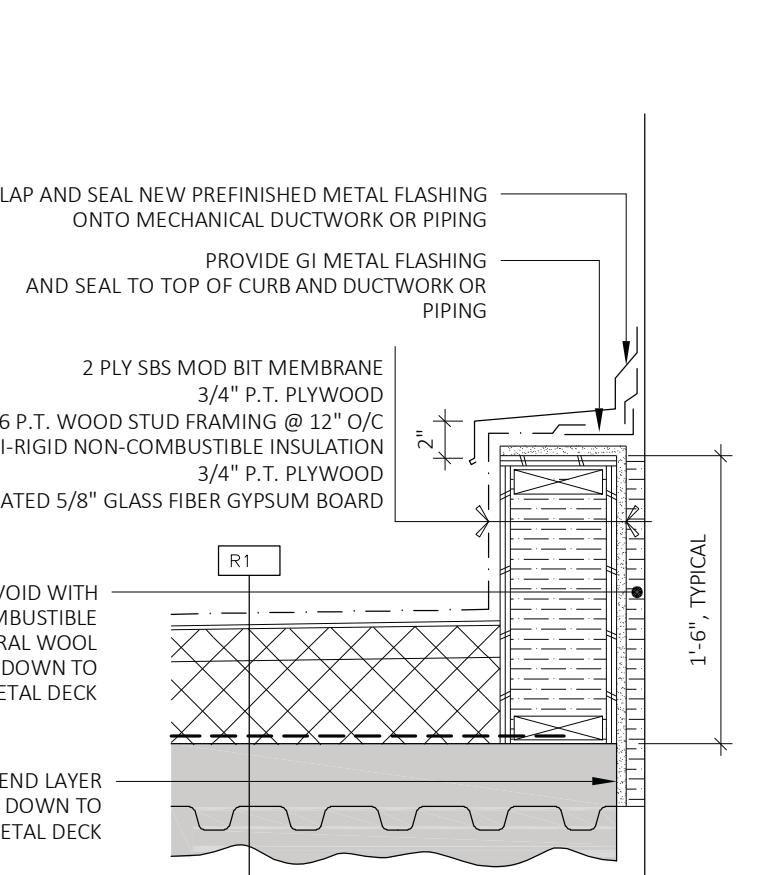 LAP AND SEAL NEW PREFINISHED METAL FLASHING
ONTO MECHANICAL DUCTWORK OR PIPING
PROVIDE GI METAL FLASHING
AND SEAL TO TOP OF CURB AND DUCTWORK OR
PIPING
2 PLY SBS MOD BIT MEMBRANE
3/4" P.T. PLYWOOD
6 P.T. WOOD STUD FRAMING @ 12" O/C
I-RIGID NON-COMBUSTIBLE INSULATION
3/4" P.T. PLYWOOD
ATED 5/8" GLASS FIBER GYPSUM BOARD
2"
R1
VOID WITH
MBUSTIBLE
RAL WOOL
DOWN TO
ETAL DECK
1'-6", TYPICAL
END LAYER
DOWN TO
ETAL DECK